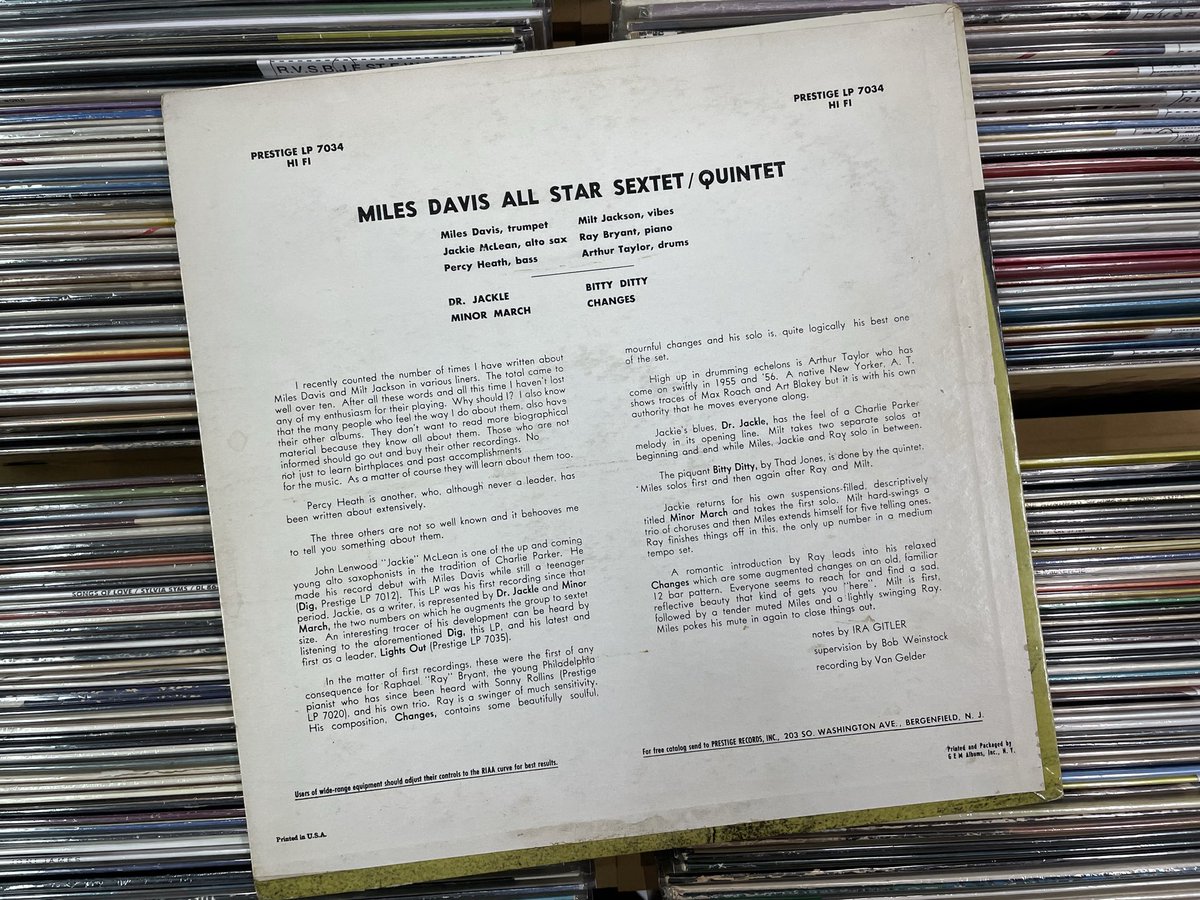 R.V.S.B.
PRESTIGE LP 7034
HI FI
PRESTIGE LP 7034
HI FI
MILES DAVIS ALL STAR SEXTET/QUINTET
Miles Davis, trumpet
Jackie McLean, alto sax
Percy Heath, bass
Milt Jackson, vibes
Ray Bryant, piano
Arthur Taylor, drums
DR. JACKLE
MINOR MARCH
BITTY DITTY
CHANGES
I recently counted the number of times I have written about
Miles Davis and Milt Jackson in various liners. The total came to
well over ten. After all these words and all this time I haven't lost
any of my enthusiasm for their playing. Why should I? I also know
that the many people who feel the way I do about them, also have
their other albums. They don't want to read more biographical
material because they know all about them. Those who are not
informed should go out and buy their other recordings. No
not just to learn birthplaces and past accomplishments
for the music. As a matter of course they will learn about them too.
Percy Heath is another, who, although never a leader, has
been written about extensively.
The three others are not so well known and it behooves me
to tell you something about them.
John Lenwood "Jackie" McLean is one of the up and coming
young alto saxophonists in the tradition of Charlie Parker. He
made his record debut with Miles Davis while still a teenager
(Dig, Prestige LP 7012). This LP was his first recording since that
period. Jackie, as a writer, is represented by Dr. Jackle and Minor
March, the two numbers on which he augments the group to sextet
size. An interesting tracer of his development can be heard by
listening to the aforementioned Dig, this LP, and his latest and
first as a leader, Lights Out (Prestige LP 7035).
In the matter of first recordings, these were the first of any
consequence for Raphael "Ray" Bryant, the young Philadelphia
pianist who has since been heard with Sonny Rollins (Prestige
LP 7020), and his own trio. Ray is a swinger of much sensitivity.
His composition, Changes, contains some beautifully soulful,
mournful changes and his solo is, quite logically his best one
of the set.
High up in drumming echelons is Arthur Taylor who has
come on swiftly in 1955 and '56. A native New Yorker, A. T.
shows traces of Max Roach and Art Blakey but it is with his own
authority that he moves everyone along.
Jackie's blues, Dr. Jackle, has the feel of a Charlie Parker
melody in its opening line. Milt takes two separate solos at
beginning and end while Miles, Jackie and Ray solo in between.
The piquant Bitty Ditty, by Thad Jones, is done by the quintet.
Miles solos first and then again after Ray and Milt.
Jackie returns for his own suspensions-filled, descriptively
titled Minor March and takes the first solo. Milt hard-swings a
trio of choruses and then Miles extends himself for five telling ones.
Ray finishes things off in this, the only up number in a medium
tempo set.
A romantic introduction by Ray leads into his relaxed
Changes which are some augmented changes on an old, familiar
12 bar pattern. Everyone seems to reach for and find a sad,
reflective beauty that kind of gets you "here". Milt is first,
followed by a tender muted Miles and a lightly swinging Ray.
Miles pokes his mute in again to close things out.
notes by IRA GITLER
supervision by Bob Weinstock
recording by Van Gelder
For free catalog send to PRESTIGE RECORDS, INC., 203 SO. WASHINGTON AVE., BERGENFIELD, N. J.
Users of wide-range equipment should adjust their controls to the RIAA curve for best results.
Printed and Packaged by
G E M Albums, Inc., N. Y.
Printed in U.S.A.
SONGS OF LOVE / SYLVIA SYMS /
JONI JAMES